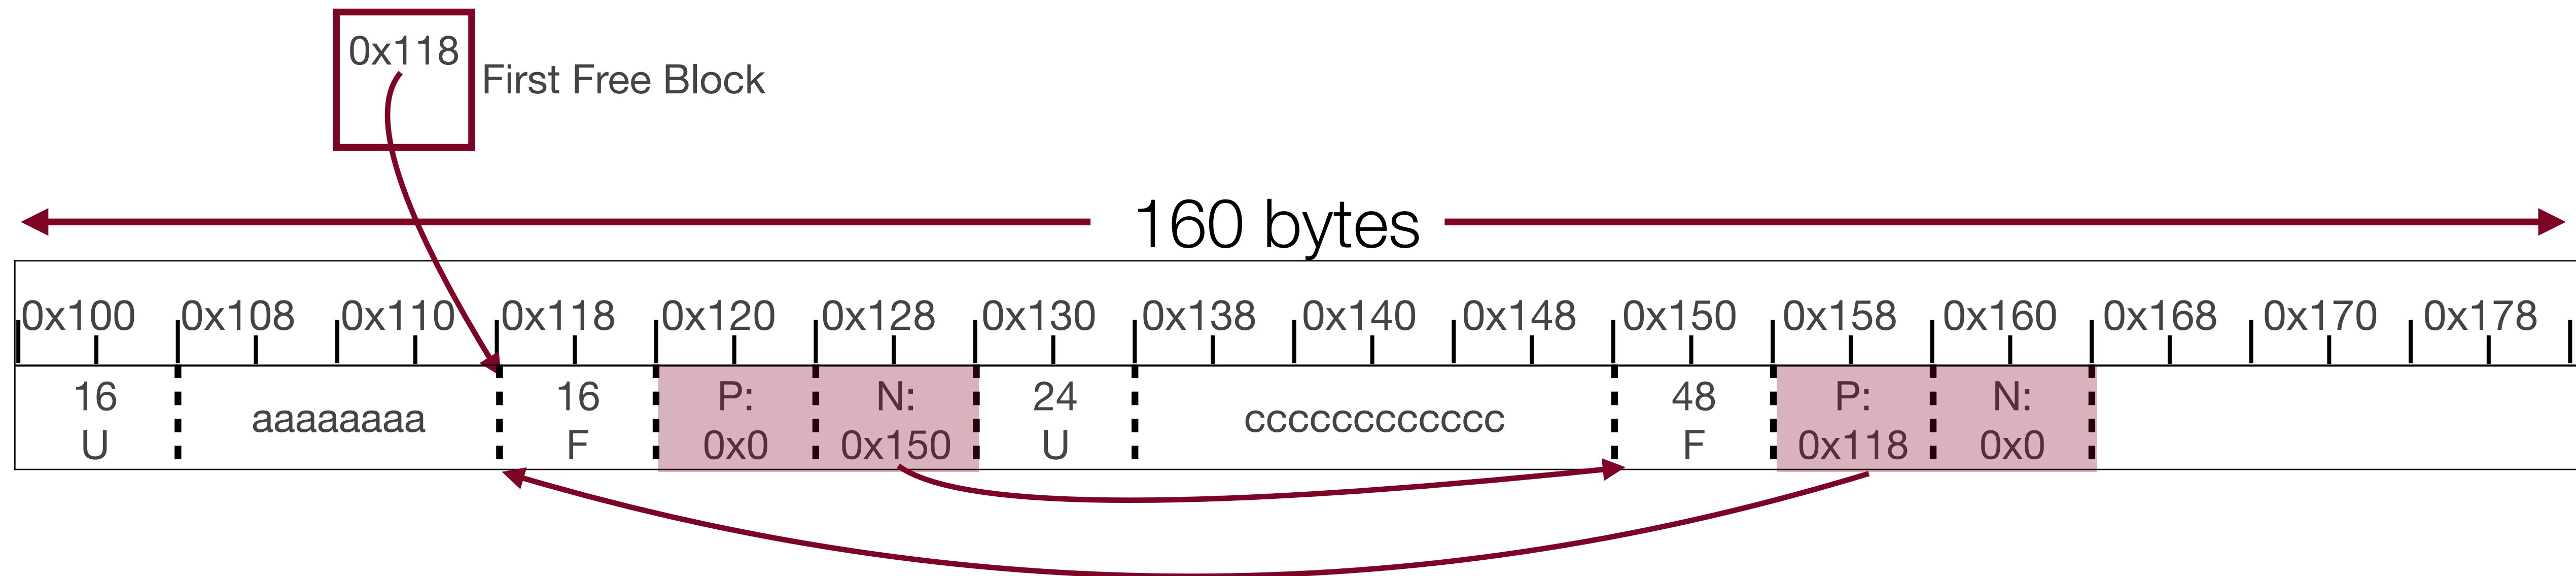 0x118
First Free Block
160 bytes
0x100 0x108 0x110 0x118 0x120 0x128 0x130 0x138 0x140 0x148 0x150 0x158 0x160 0x168 0x170 0x178
16 16 P: N: 24 48 P: N:
aaaaaaaa cccccccccccc
U F 0x0 0x150 U F 0x118 0x0